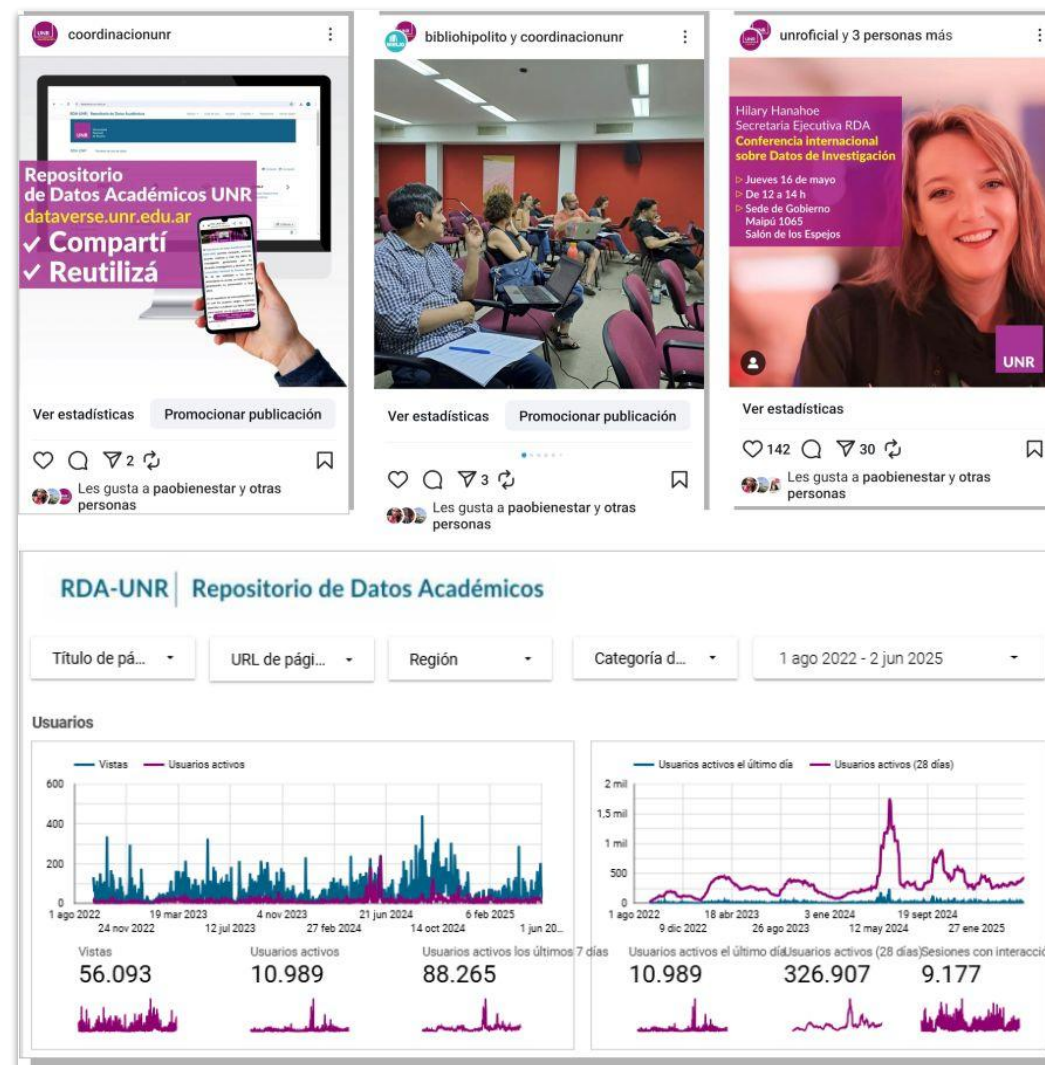 coordinacionunr
RDA-UNR Repositorio de Datos Académicos
UNR
Repositorio
de Datos Académicos UNR
dataverse.unr.edu.ar
✓ Compartí
✓ Reutilizá
Ver estadísticas Promocionar publicación
2
Les gusta a paobienestar y otras
personas
bibliohipolito y coordinacionunr
Ver estadísticas Promocionar publicación
3
Les gusta a paobienestar y otras
personas
unroficial y 3 personas más
Hilary Hanahoe
Secretaria Ejecutiva RDA
Conferencia internacional
sobre Datos de Investigación
▷ Jueves 16 de mayo
▷ De 12 a 14 h
▷ Sede de Gobierno
Maipú 1065
Salón de los Espejos
UNR
Ver estadísticas
142 30
Les gusta a paobienestar y otras
personas
RDA-UNR | Repositorio de Datos Académicos
Título de pá... URL de pági... Región Categoría d... 1 ago 2022 - 2 jun 2025
Usuarios
Vistas Usuarios activos
600
400
200
0
1 ago 2022 19 mar 2023 4 nov 2023 21 jun 2024 6 feb 2025
24 nov 2022 12 jul 2023 27 feb 2024 14 oct 2024 1 jun 20...
Vistas Usuarios activos Usuarios activos los últimos 7 días
56.093 10.989 88.265
Usuarios activos el último día Usuarios activos (28 días)
2 mil
1,5 mil
1 mil
500
0
1 ago 2022 18 abr 2023 3 ene 2024 19 sept 2024
9 dic 2022 26 ago 2023 12 may 2024 27 ene 2025
Usuarios activos el último día Usuarios activos (28 días) Sesiones con interacció
10.989 326.907 9.177